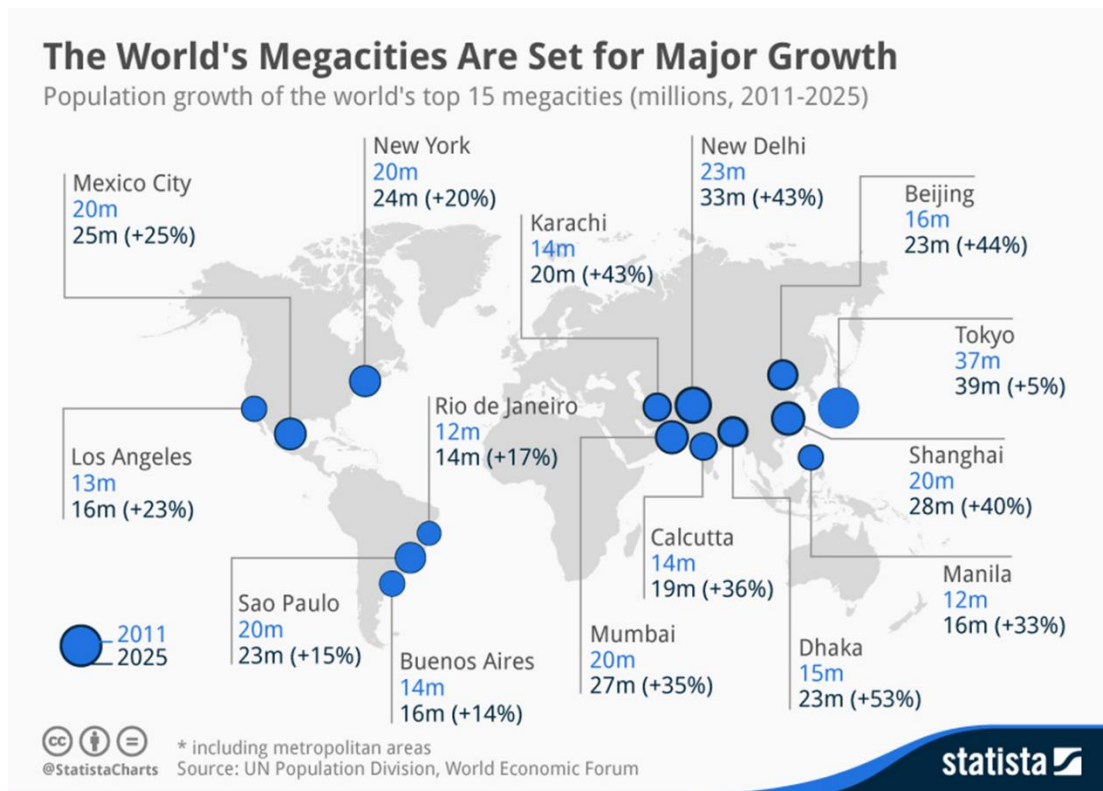 The World's Megacities Are Set for Major Growth
Population growth of the world's top 15 megacities (millions, 2011-2025)
Mexico City
20m
25m (+25%)
New York
20m
24m (+20%)
Karachi
14m
20m (+43%)
New Delhi
23m
33m (+43%)
Beijing
16m
23m (+44%)
Tokyo
37m
39m (+5%)
Los Angeles
13m
16m (+23%)
Rio de Janeiro
12m
14m (+17%)
Shanghai
20m
28m (+40%)
Calcutta
14m
19m (+36%)
Manila
12m
16m (+33%)
Sao Paulo
20m
23m (+15%)
Buenos Aires
14m
16m (+14%)
Mumbai
20m
27m (+35%)
Dhaka
15m
23m (+53%)
2011
2025
cc
@StatistaCharts
* including metropolitan areas
Source: UN Population Division, World Economic Forum
statista